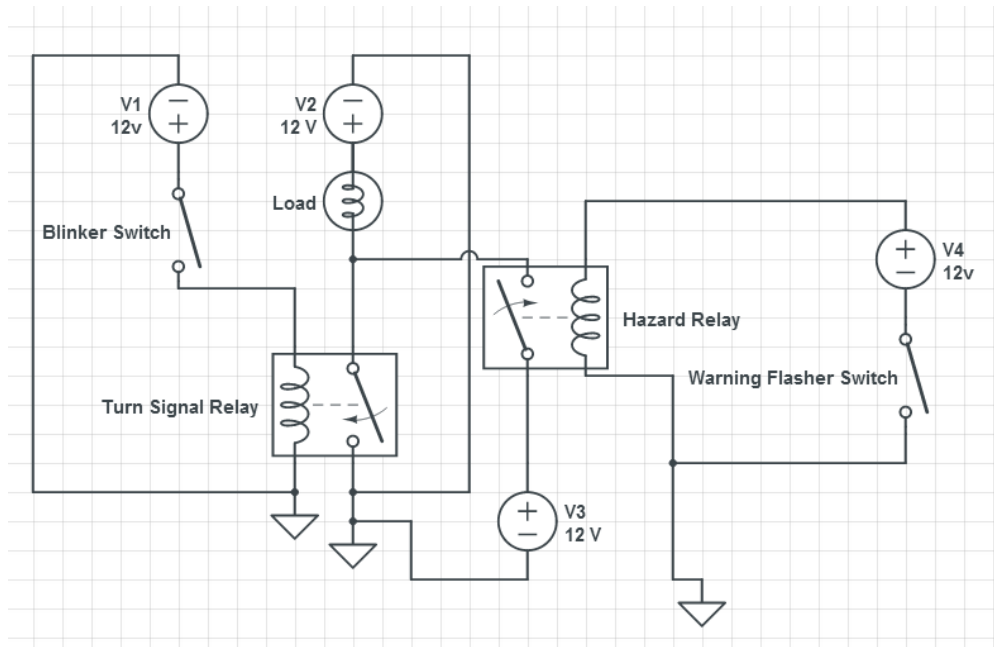 V1
12v
V2
12 V
Load
Blinker Switch
V4
12v
Hazard Relay
Warning Flasher Switch
Turn Signal Relay
V3
12 V